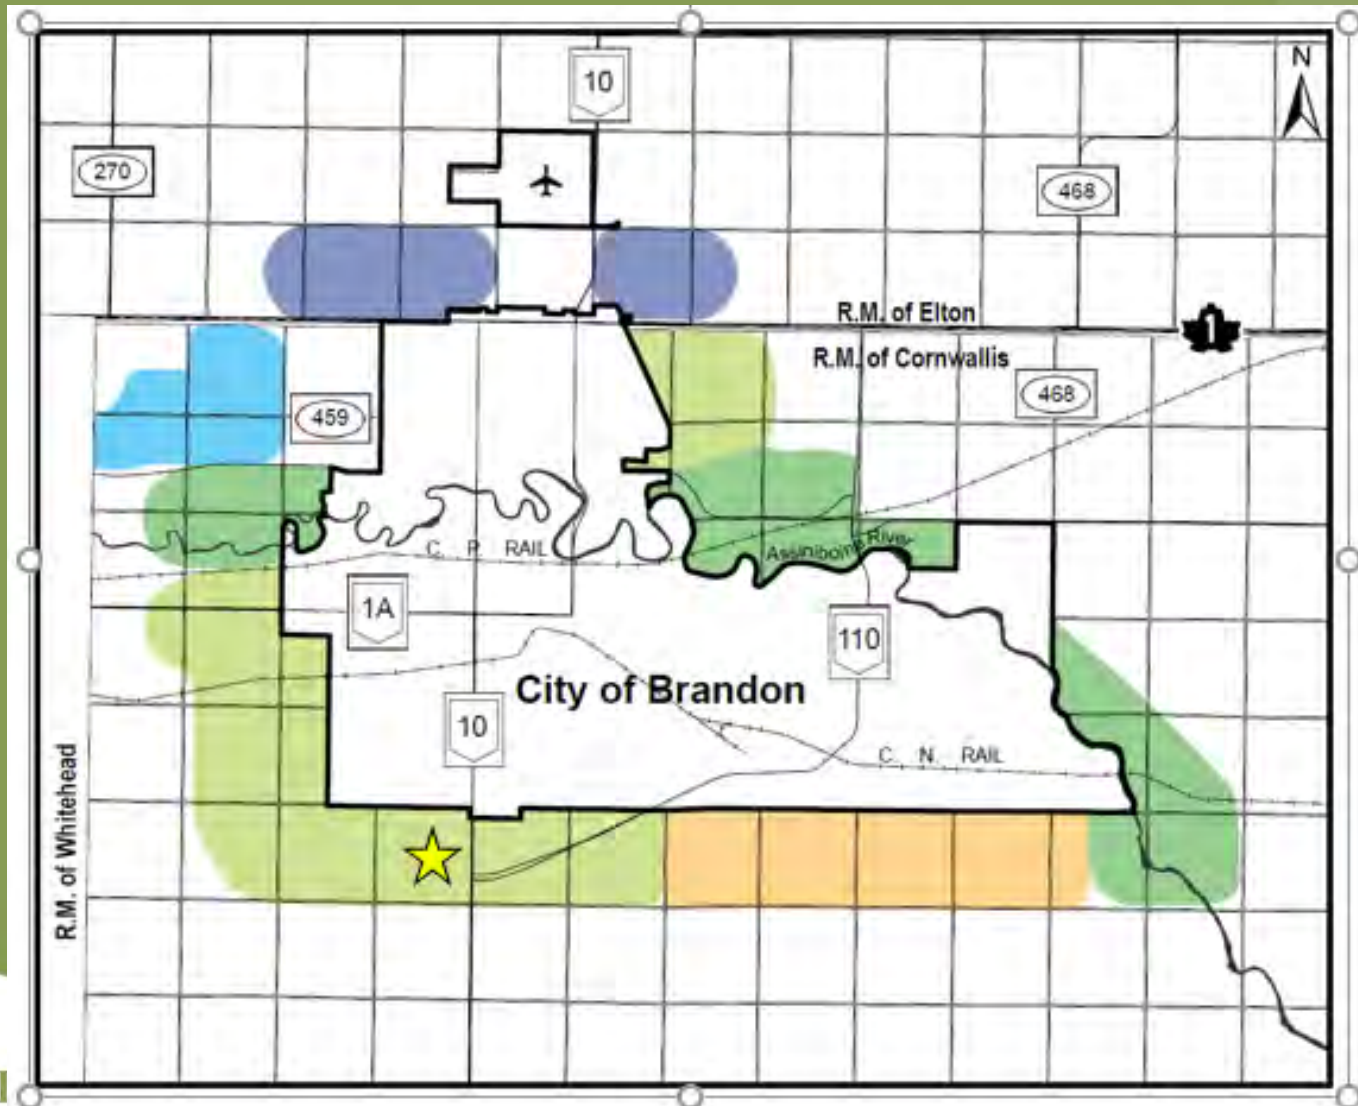 N
10
270
468
R.M. of Elton
1
R.M. of Cornwallis
468
459
C. P. RAIL
Assiniboine River
1A
110
City of Brandon
10
C. N. RAIL
R.M. of Whitehead